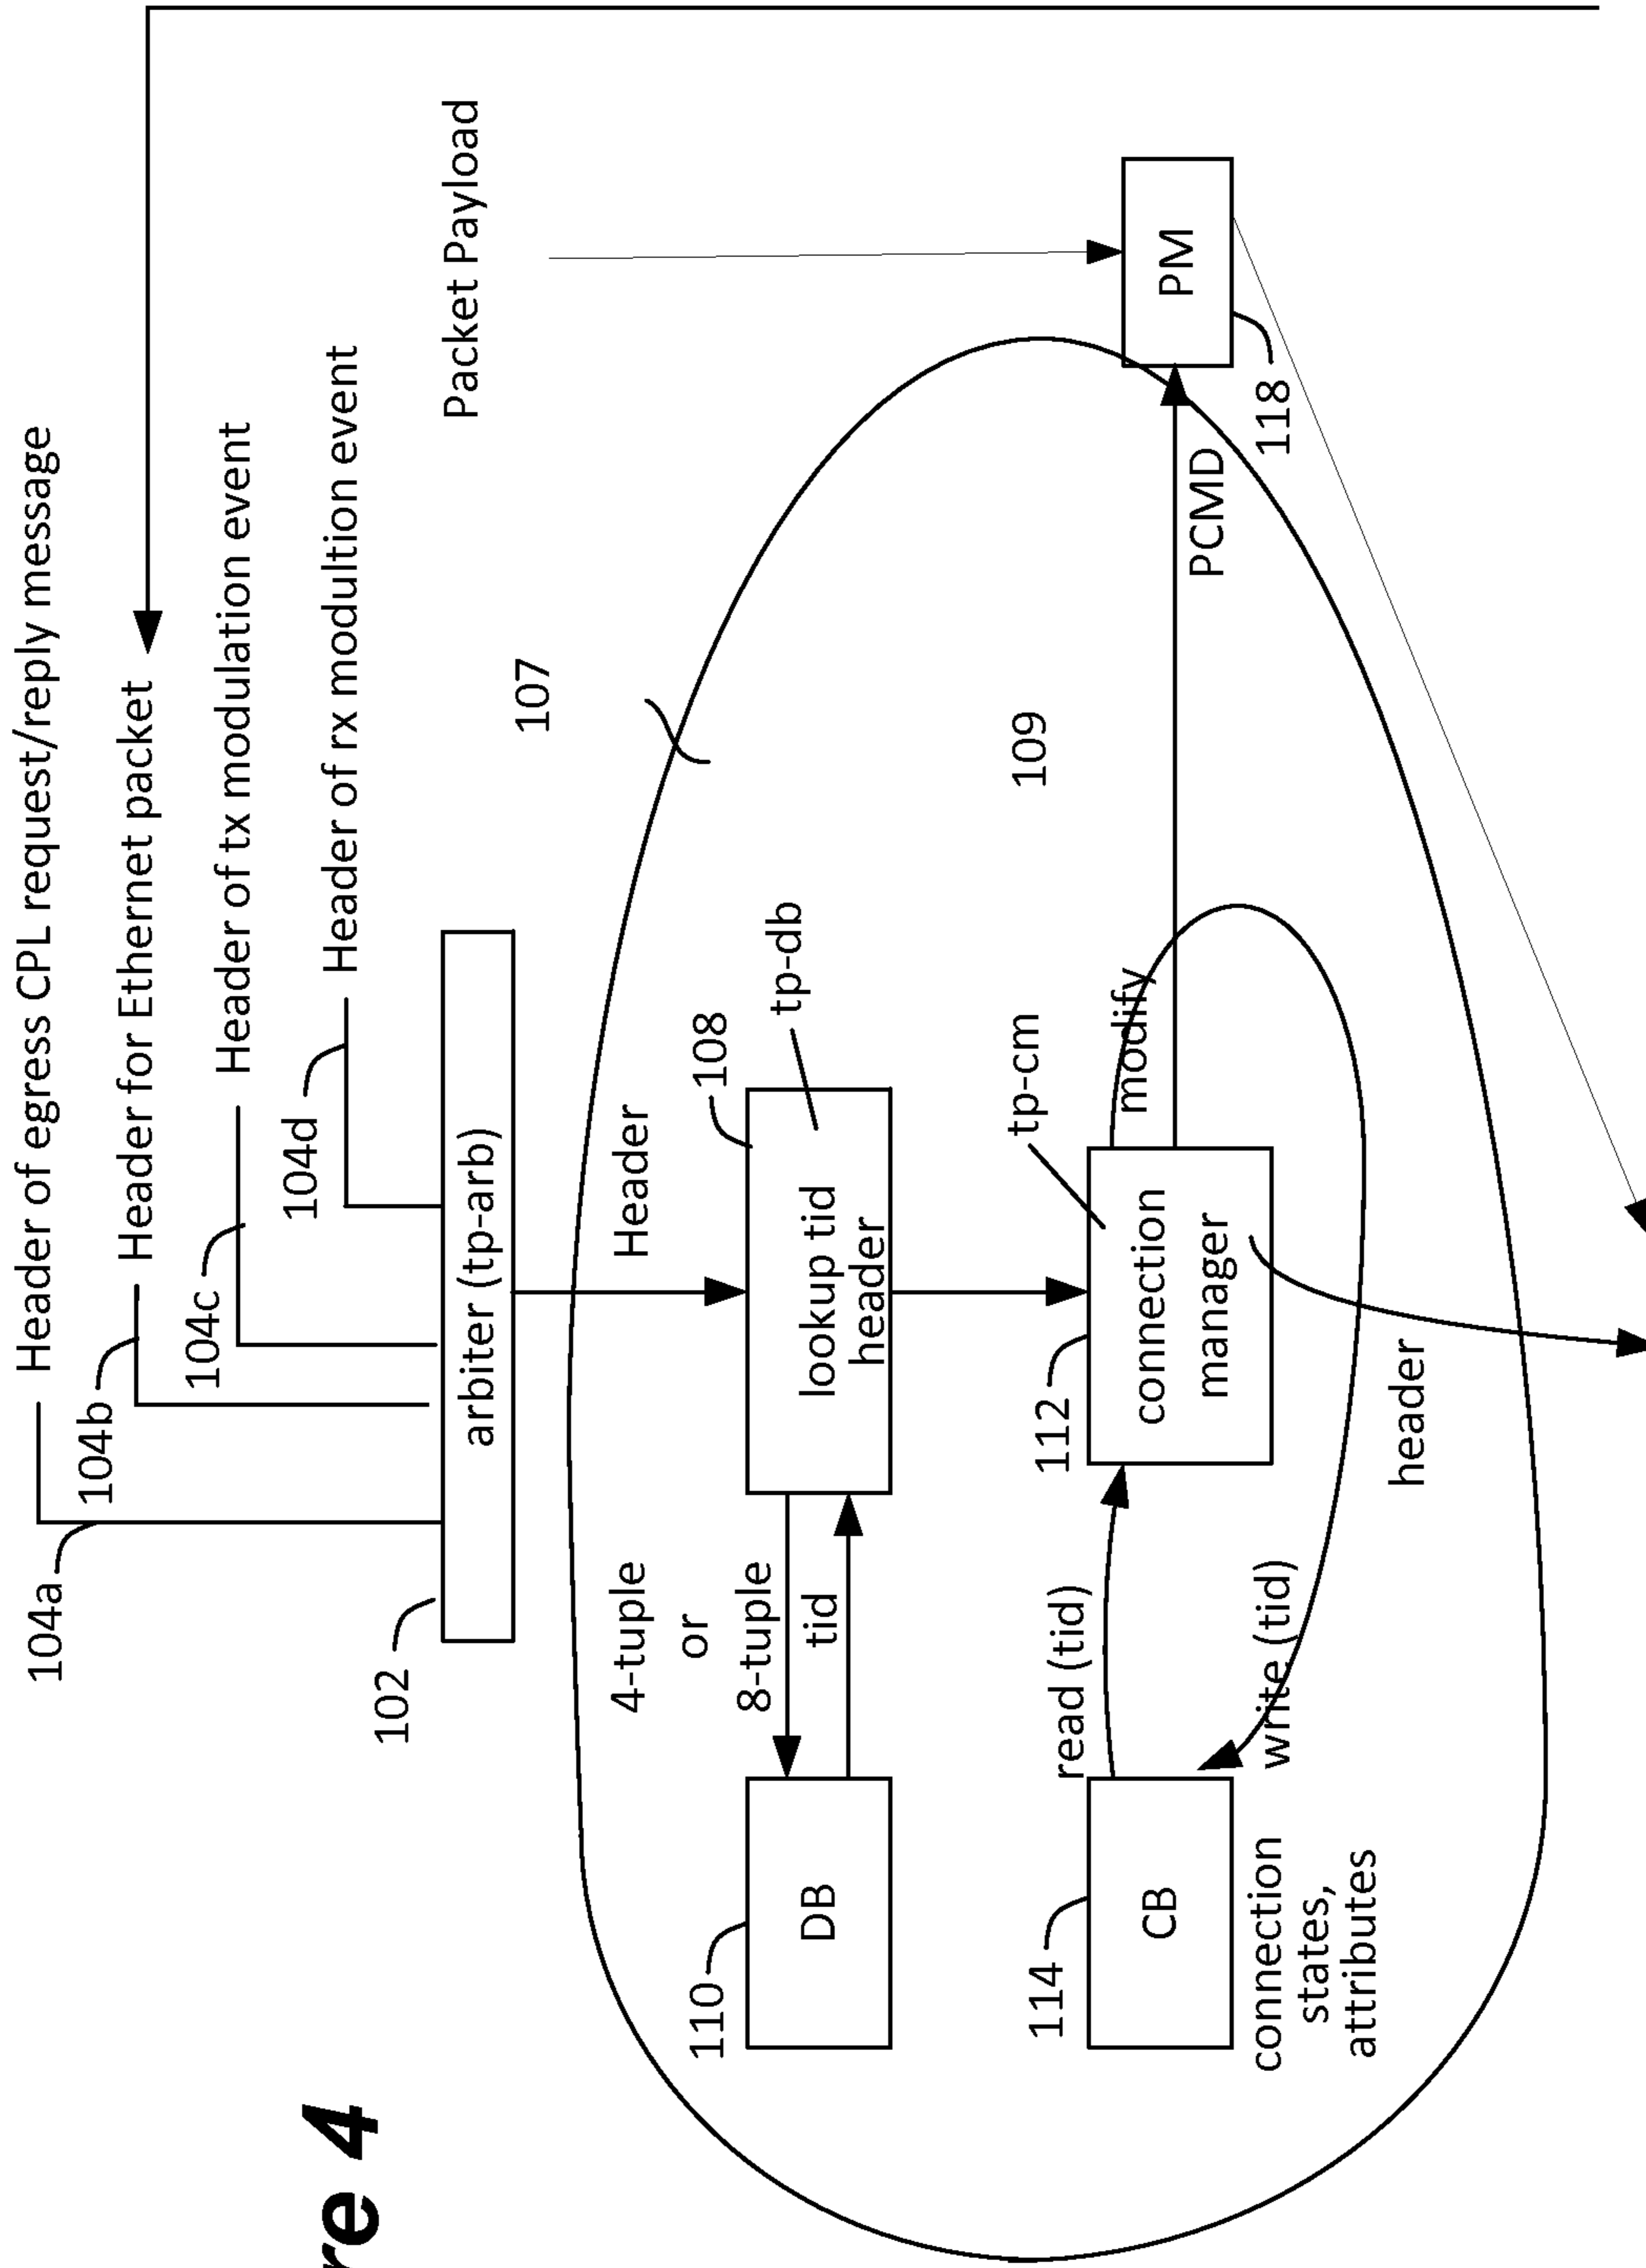 Header of egress CPL request/reply message
104a
Header for Ethernet packet
104b
Header of tx modulation event
104c
Header of rx modultion event
104d
102
arbiter (tp-arb)
Packet Payload
Header
107
4-tuple
or
8-tuple
tid
108
tp-db
lookup tid
header
110
DB
109
tp-cm
112
connection
manager
modify
read (tid)
write (tid)
114
CB
connection
states,
attributes
PCMD
PM
118
header
re 4